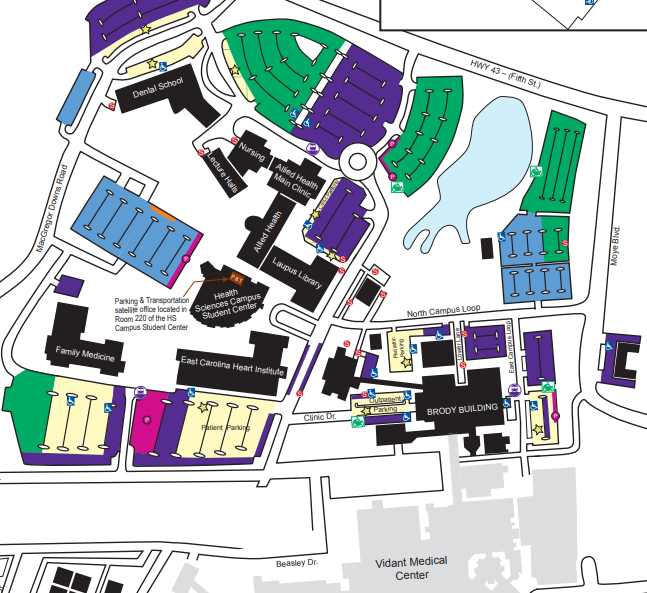 HWY 43 – (Fifth St.)
Dental School
MacGregor Downs Road
Nursing
Lecture Halls
Allied Health
Main Clinic
Allied Health
Laupus Library
Moye Blvd.
P&T
Parking & Transportation
satellite office located in
Room 220 of the HS
Campus Student Center
Health
Sciences Campus
Student Center
North Campus Loop
Family Medicine
East Carolina Heart Institute
Pediatric
Parking
East Campus Loop
Outpatient
Parking
BRODY BUILDING
Clinic Dr.
Patient Parking
Beasley Dr.
Vidant Medical
Center